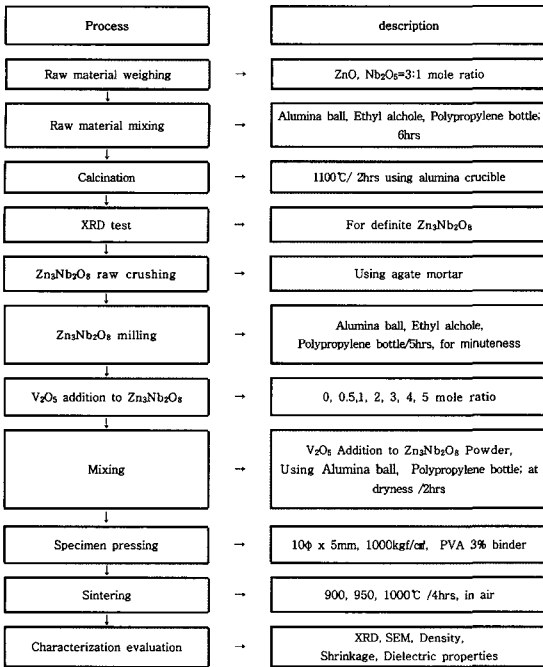 Process → description
Raw material weighing → ZnO, Nb₂O₅=3:1 mole ratio
Raw material mixing → Alumina ball, Ethyl alchole, Polypropylene bottle;
6hrs
Calcination → 1100℃/ 2hrs using alumina crucible
XRD test → For definite Zn₃Nb₂O₈
Zn₃Nb₂O₈ raw crushing → Using agate mortar
Zn₃Nb₂O₈ milling → Alumina ball, Ethyl alchole,
Polypropylene bottle/5hrs, for minuteness
V₂O₅ addition to Zn₃Nb₂O₈ → 0, 0.5,1, 2, 3, 4, 5 mole ratio
Mixing → V₂O₅ Addition to Zn₃Nb₂O₈ Powder,
Using Alumina ball, Polypropylene bottle; at
dryness /2hrs
Specimen pressing → 10Φ x 5mm, 1000kgf/㎠, PVA 3% binder
Sintering → 900, 950, 1000℃ /4hrs, in air
Characterization evaluation → XRD, SEM, Density,
Shrinkage, Dielectric properties